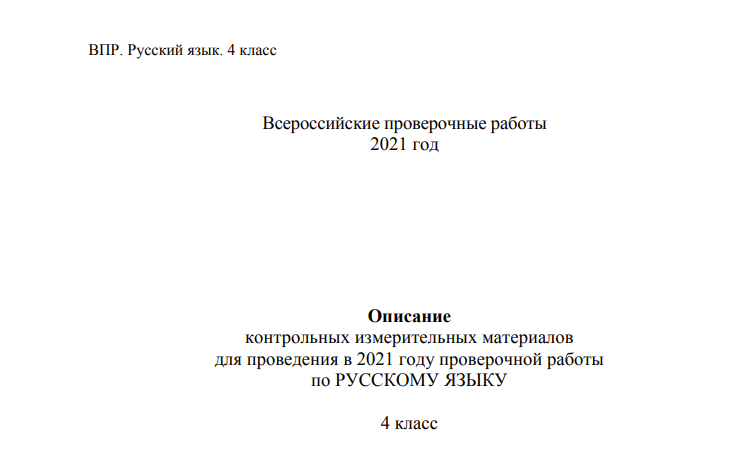 ВПР. Русский язык. 4 класс
Всероссийские проверочные работы
2021 год
Описание
контрольных измерительных материалов
для проведения в 2021 году проверочной работы
по РУССКОМУ ЯЗЫКУ
4 класс